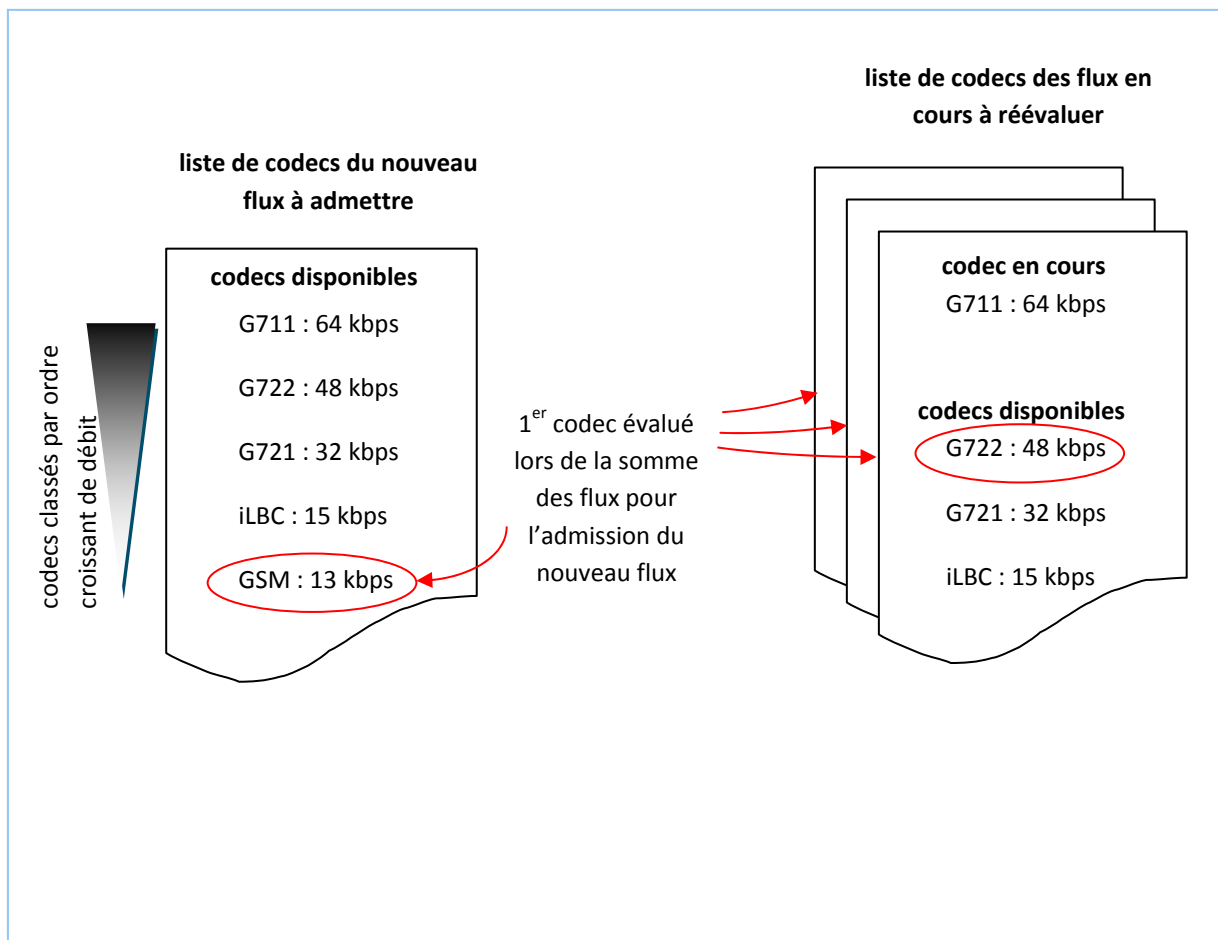 liste de codecs des flux en
cours à réévaluer
liste de codecs du nouveau
flux à admettre
codecs disponibles
G711 : 64 kbps
G722 : 48 kbps
G721 : 32 kbps
iLBC : 15 kbps
GSM : 13 kbps
codecs classés par ordre
croissant de débit
1er codec évalué
lors de la somme
des flux pour
l’admission du
nouveau flux
codec en cours
G711 : 64 kbps
codecs disponibles
G722 : 48 kbps
G721 : 32 kbps
iLBC : 15 kbps